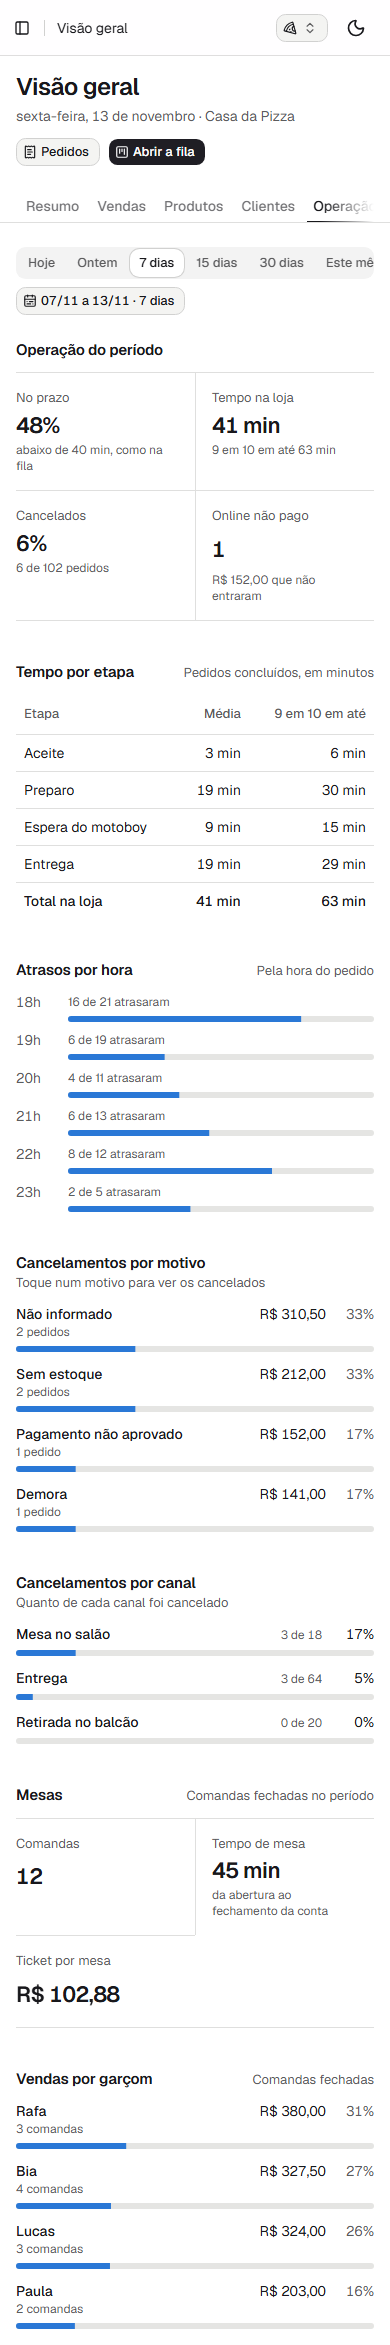 Visão geral
Visão geral
sexta-feira, 13 de novembro · Casa da Pizza
Pedidos
Abrir a fila
Resumo Vendas Produtos Clientes Operação
Hoje Ontem 7 dias 15 dias 30 dias Este mê
07/11 a 13/11 · 7 dias
Operação do período
No prazo
48%
abaixo de 40 min, como na
fila
Tempo na loja
41 min
9 em 10 em até 63 min
Cancelados
6%
6 de 102 pedidos
Online não pago
1
R$ 152,00 que não
entraram
Tempo por etapa Pedidos concluídos, em minutos
Etapa Média 9 em 10 em até
Aceite 3 min 6 min
Preparo 19 min 30 min
Espera do motoboy 9 min 15 min
Entrega 19 min 29 min
Total na loja 41 min 63 min
Atrasos por hora Pela hora do pedido
18h 16 de 21 atrasaram
19h 6 de 19 atrasaram
20h 4 de 11 atrasaram
21h 6 de 13 atrasaram
22h 8 de 12 atrasaram
23h 2 de 5 atrasaram
Cancelamentos por motivo
Toque num motivo para ver os cancelados
Não informado R$ 310,50 33%
2 pedidos
Sem estoque R$ 212,00 33%
2 pedidos
Pagamento não aprovado R$ 152,00 17%
1 pedido
Demora R$ 141,00 17%
1 pedido
Cancelamentos por canal
Quanto de cada canal foi cancelado
Mesa no salão 3 de 18 17%
Entrega 3 de 64 5%
Retirada no balcão 0 de 20 0%
Mesas Comandas fechadas no período
Comandas
12
Tempo de mesa
45 min
da abertura ao
fechamento da conta
Ticket por mesa
R$ 102,88
Vendas por garçom Comandas fechadas
Rafa R$ 380,00 31%
3 comandas
Bia R$ 327,50 27%
4 comandas
Lucas R$ 324,00 26%
3 comandas
Paula R$ 203,00 16%
2 comandas